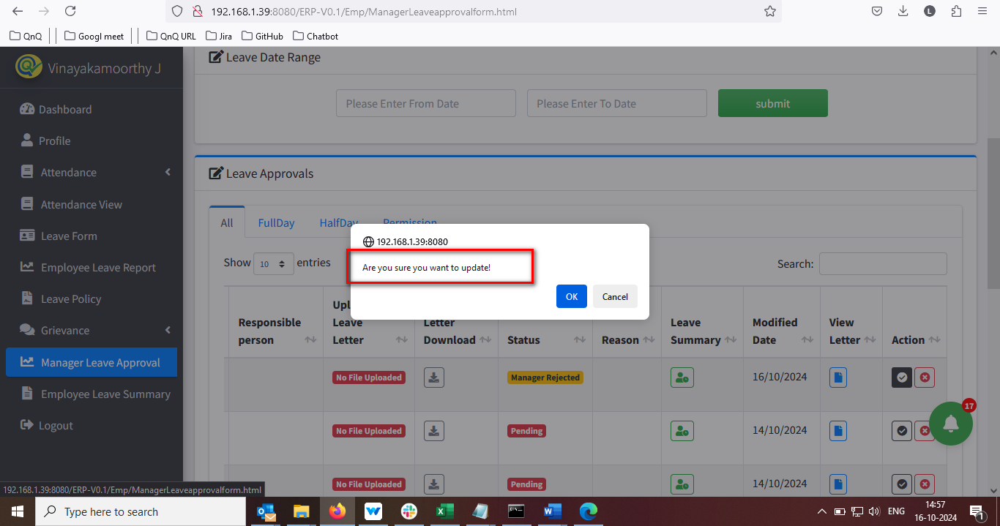 192.168.1.39:8080/ERP-V0.1/Emp/ManagerLeaveapprovalform.html
L
QnQ
Googl meet
QnQ URL
Jira
GitHub
Chatbot
Vinayakamoorthy J
Dashboard
Profile
Attendance
Attendance View
Leave Form
Employee Leave Report
Leave Policy
Grievance
Manager Leave Approval
Employee Leave Summary
Logout
Leave Date Range
Please Enter From Date
Please Enter To Date
submit
Leave Approvals
All
FullDay
HalfDay
Permission
192.168.1.39:8080
Are you sure you want to update!
OK
Cancel
Show 10 entries
Search:
Responsible
person
Leave
Letter
Letter
Download
Status
Reason
Leave
Summary
Modified
Date
View
Letter
Action
No File Uploaded
Manager Rejected
16/10/2024
17
No File Uploaded
Pending
14/10/2024
No File Uploaded
Pending
14/10/2024
192.168.1.39:8080/ERP-V0.1/Emp/ManagerLeaveapprovalform.html
Type here to search
ENG
14:57
16-10-2024
1